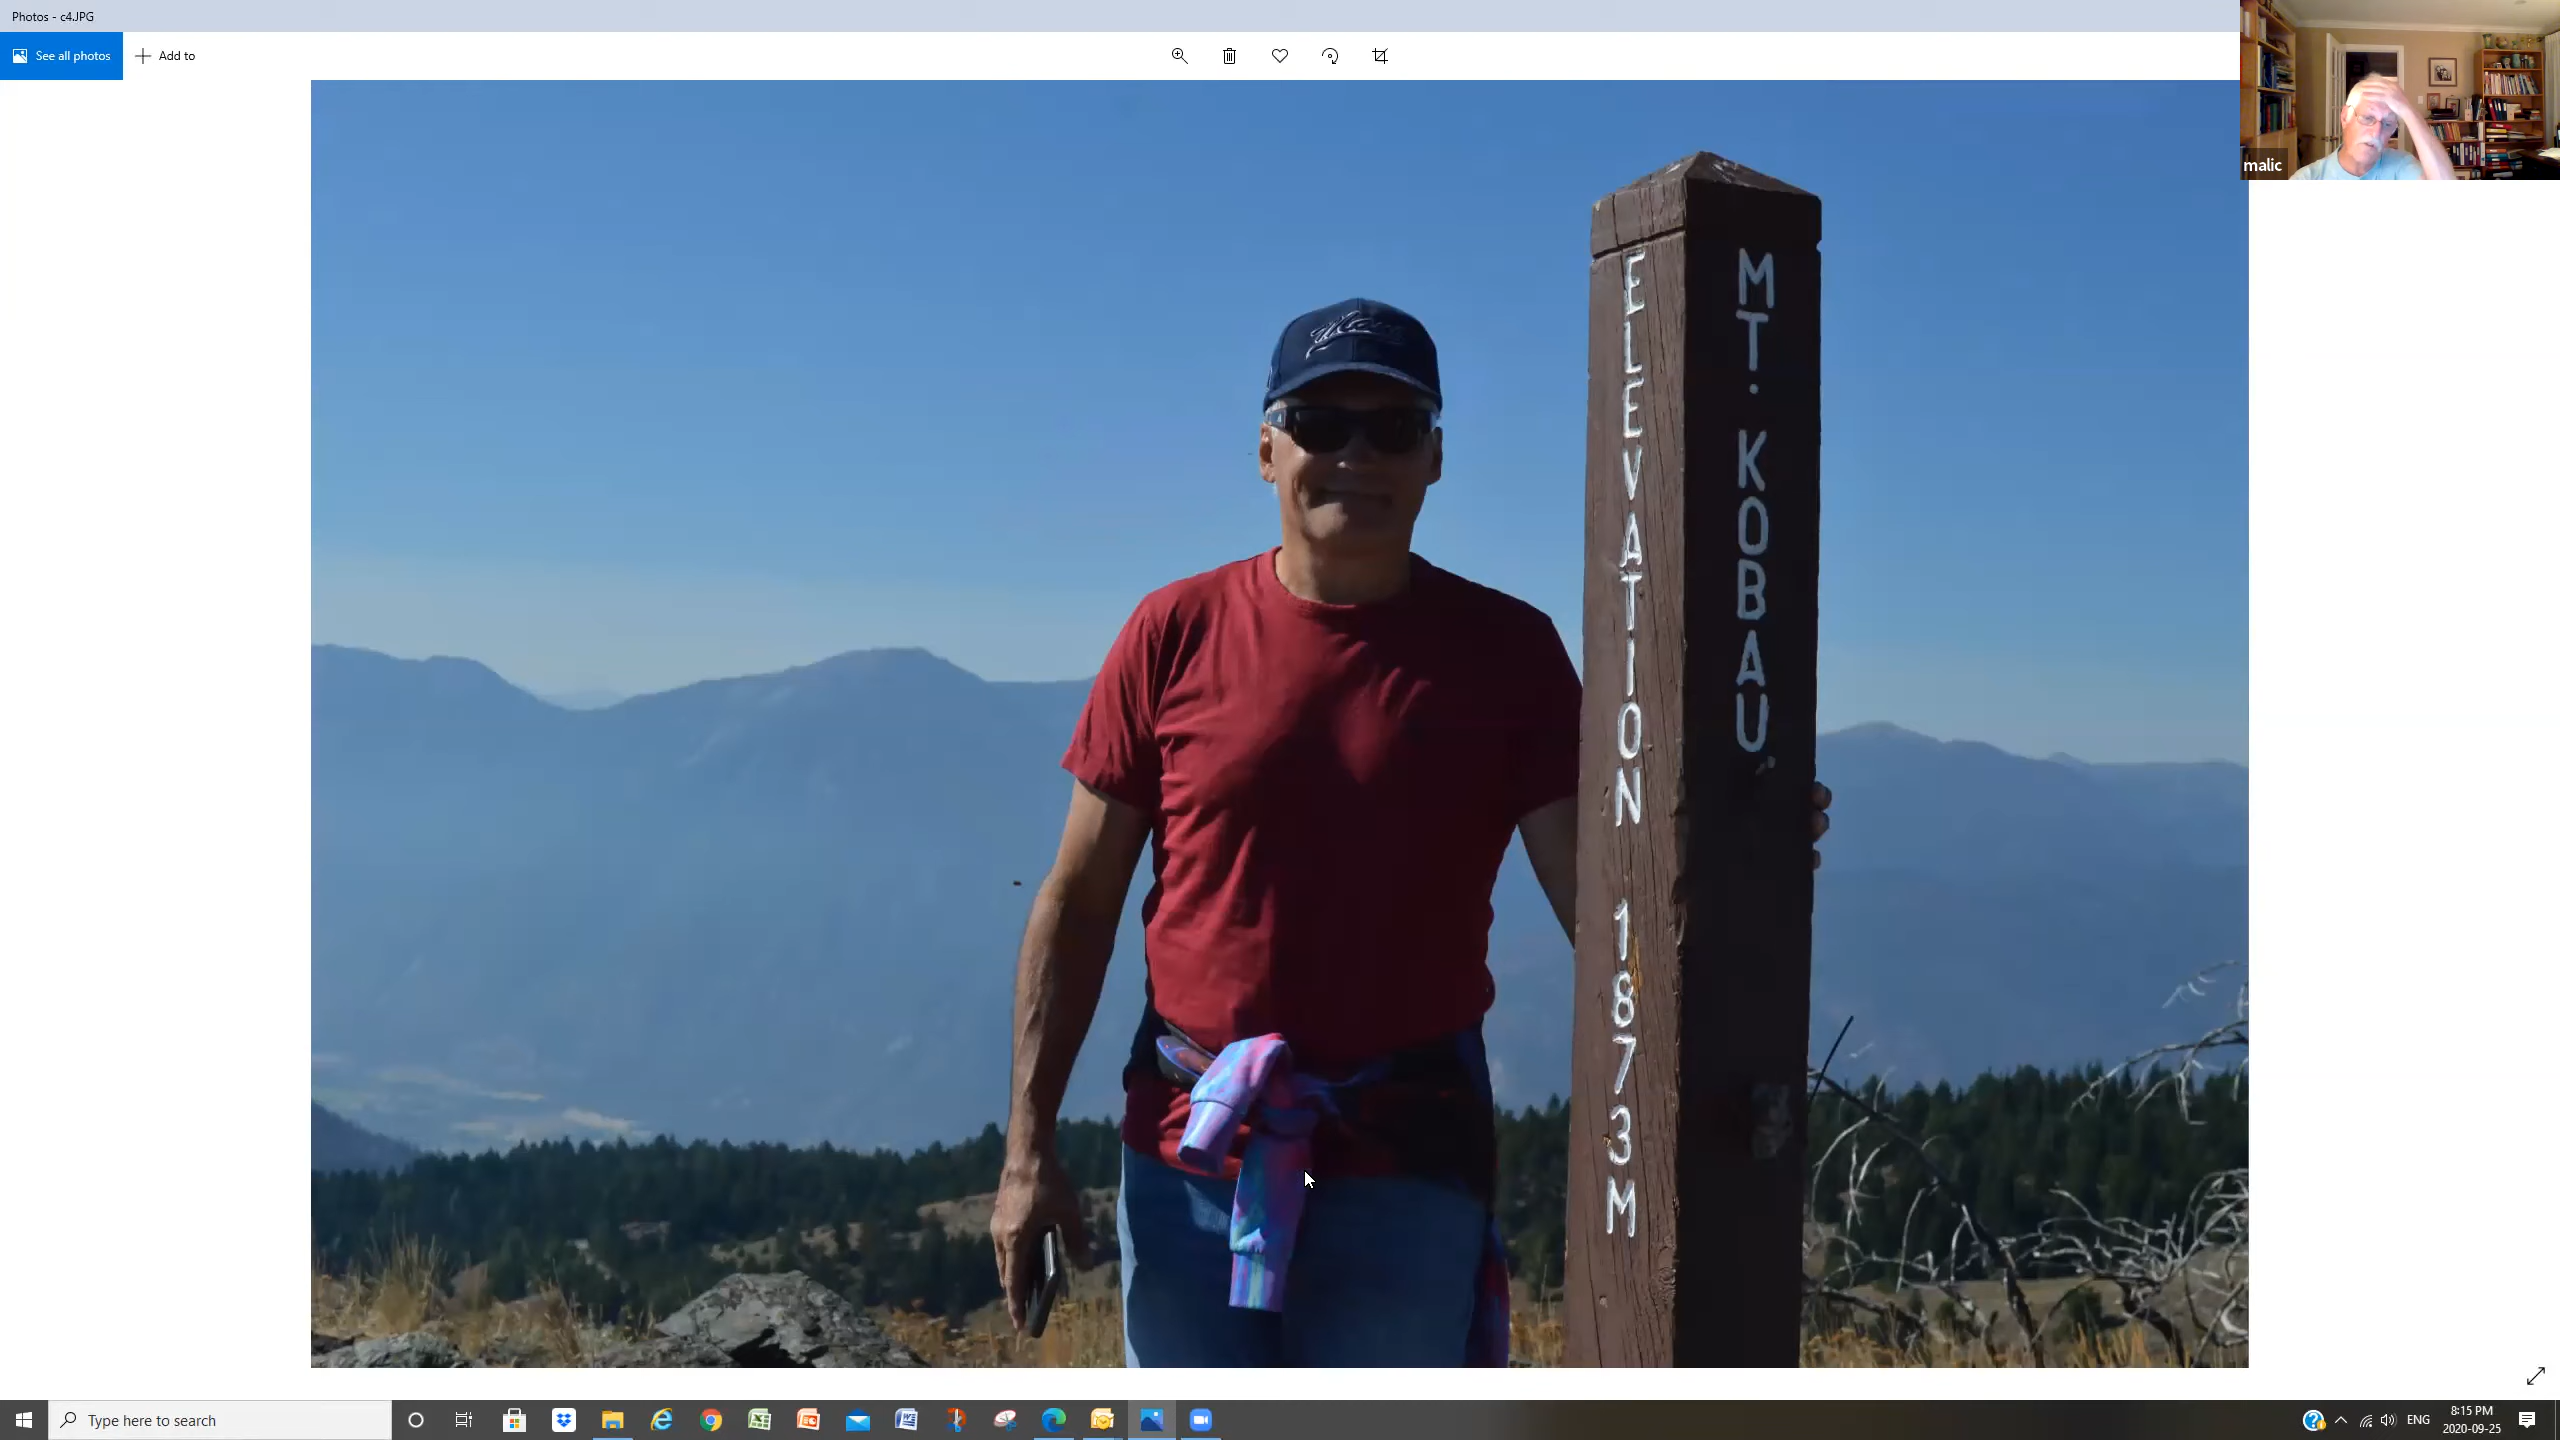 Photos - c4.JPG
See all photos
Add to
malic
ELEVATION 1873M
MT. KOBAU
Type here to search
ENG
8:15 PM
2020-09-25